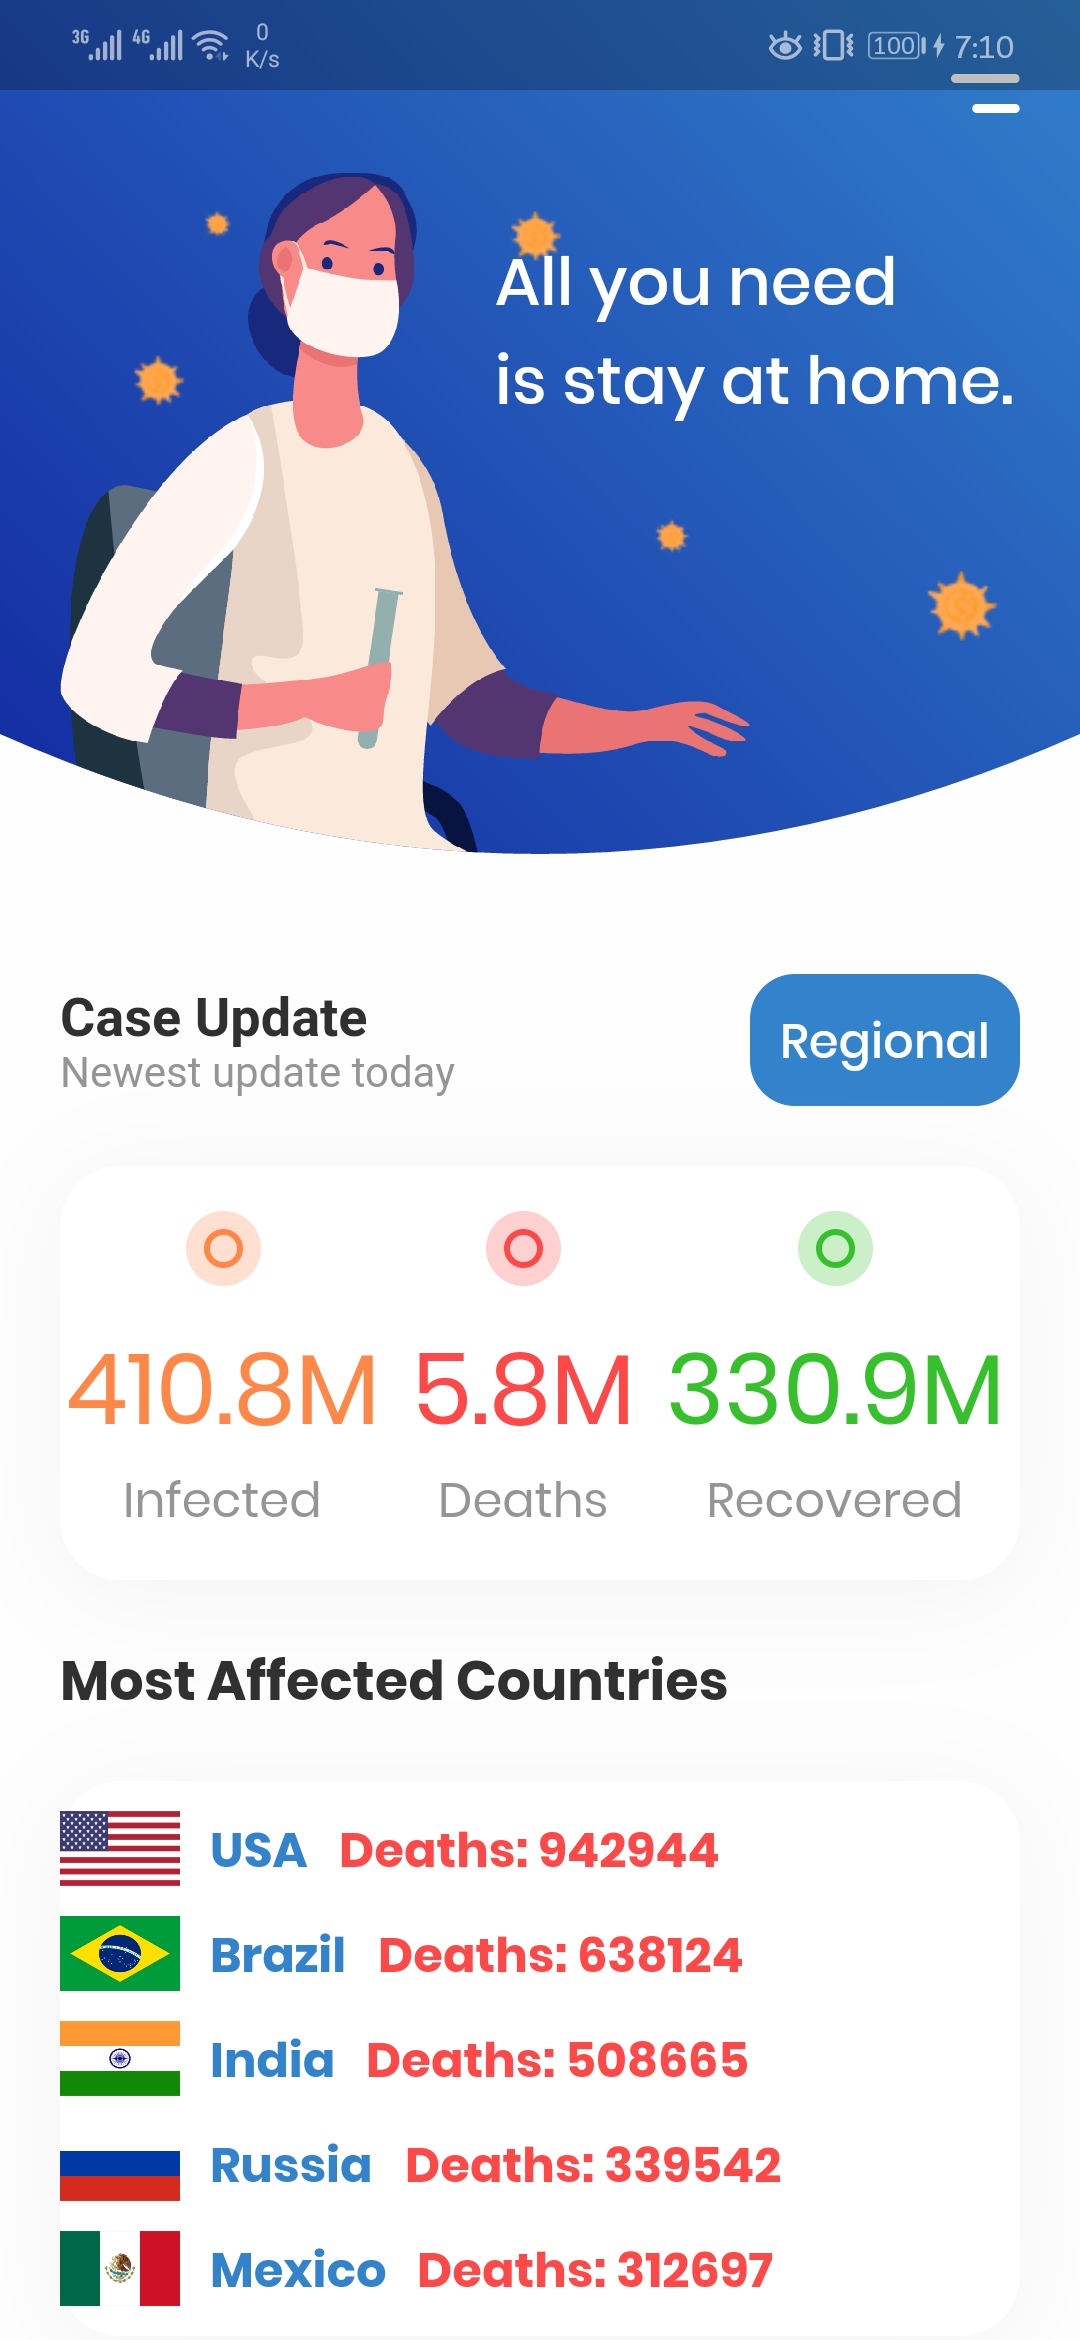 3G 4G 0 K/s 100 7:10
All you need
is stay at home.
Case Update
Newest update today
Regional
410.8M 5.8M 330.9M
Infected Deaths Recovered
Most Affected Countries
USA Deaths: 942944
Brazil Deaths: 638124
India Deaths: 508665
Russia Deaths: 339542
Mexico Deaths: 312697